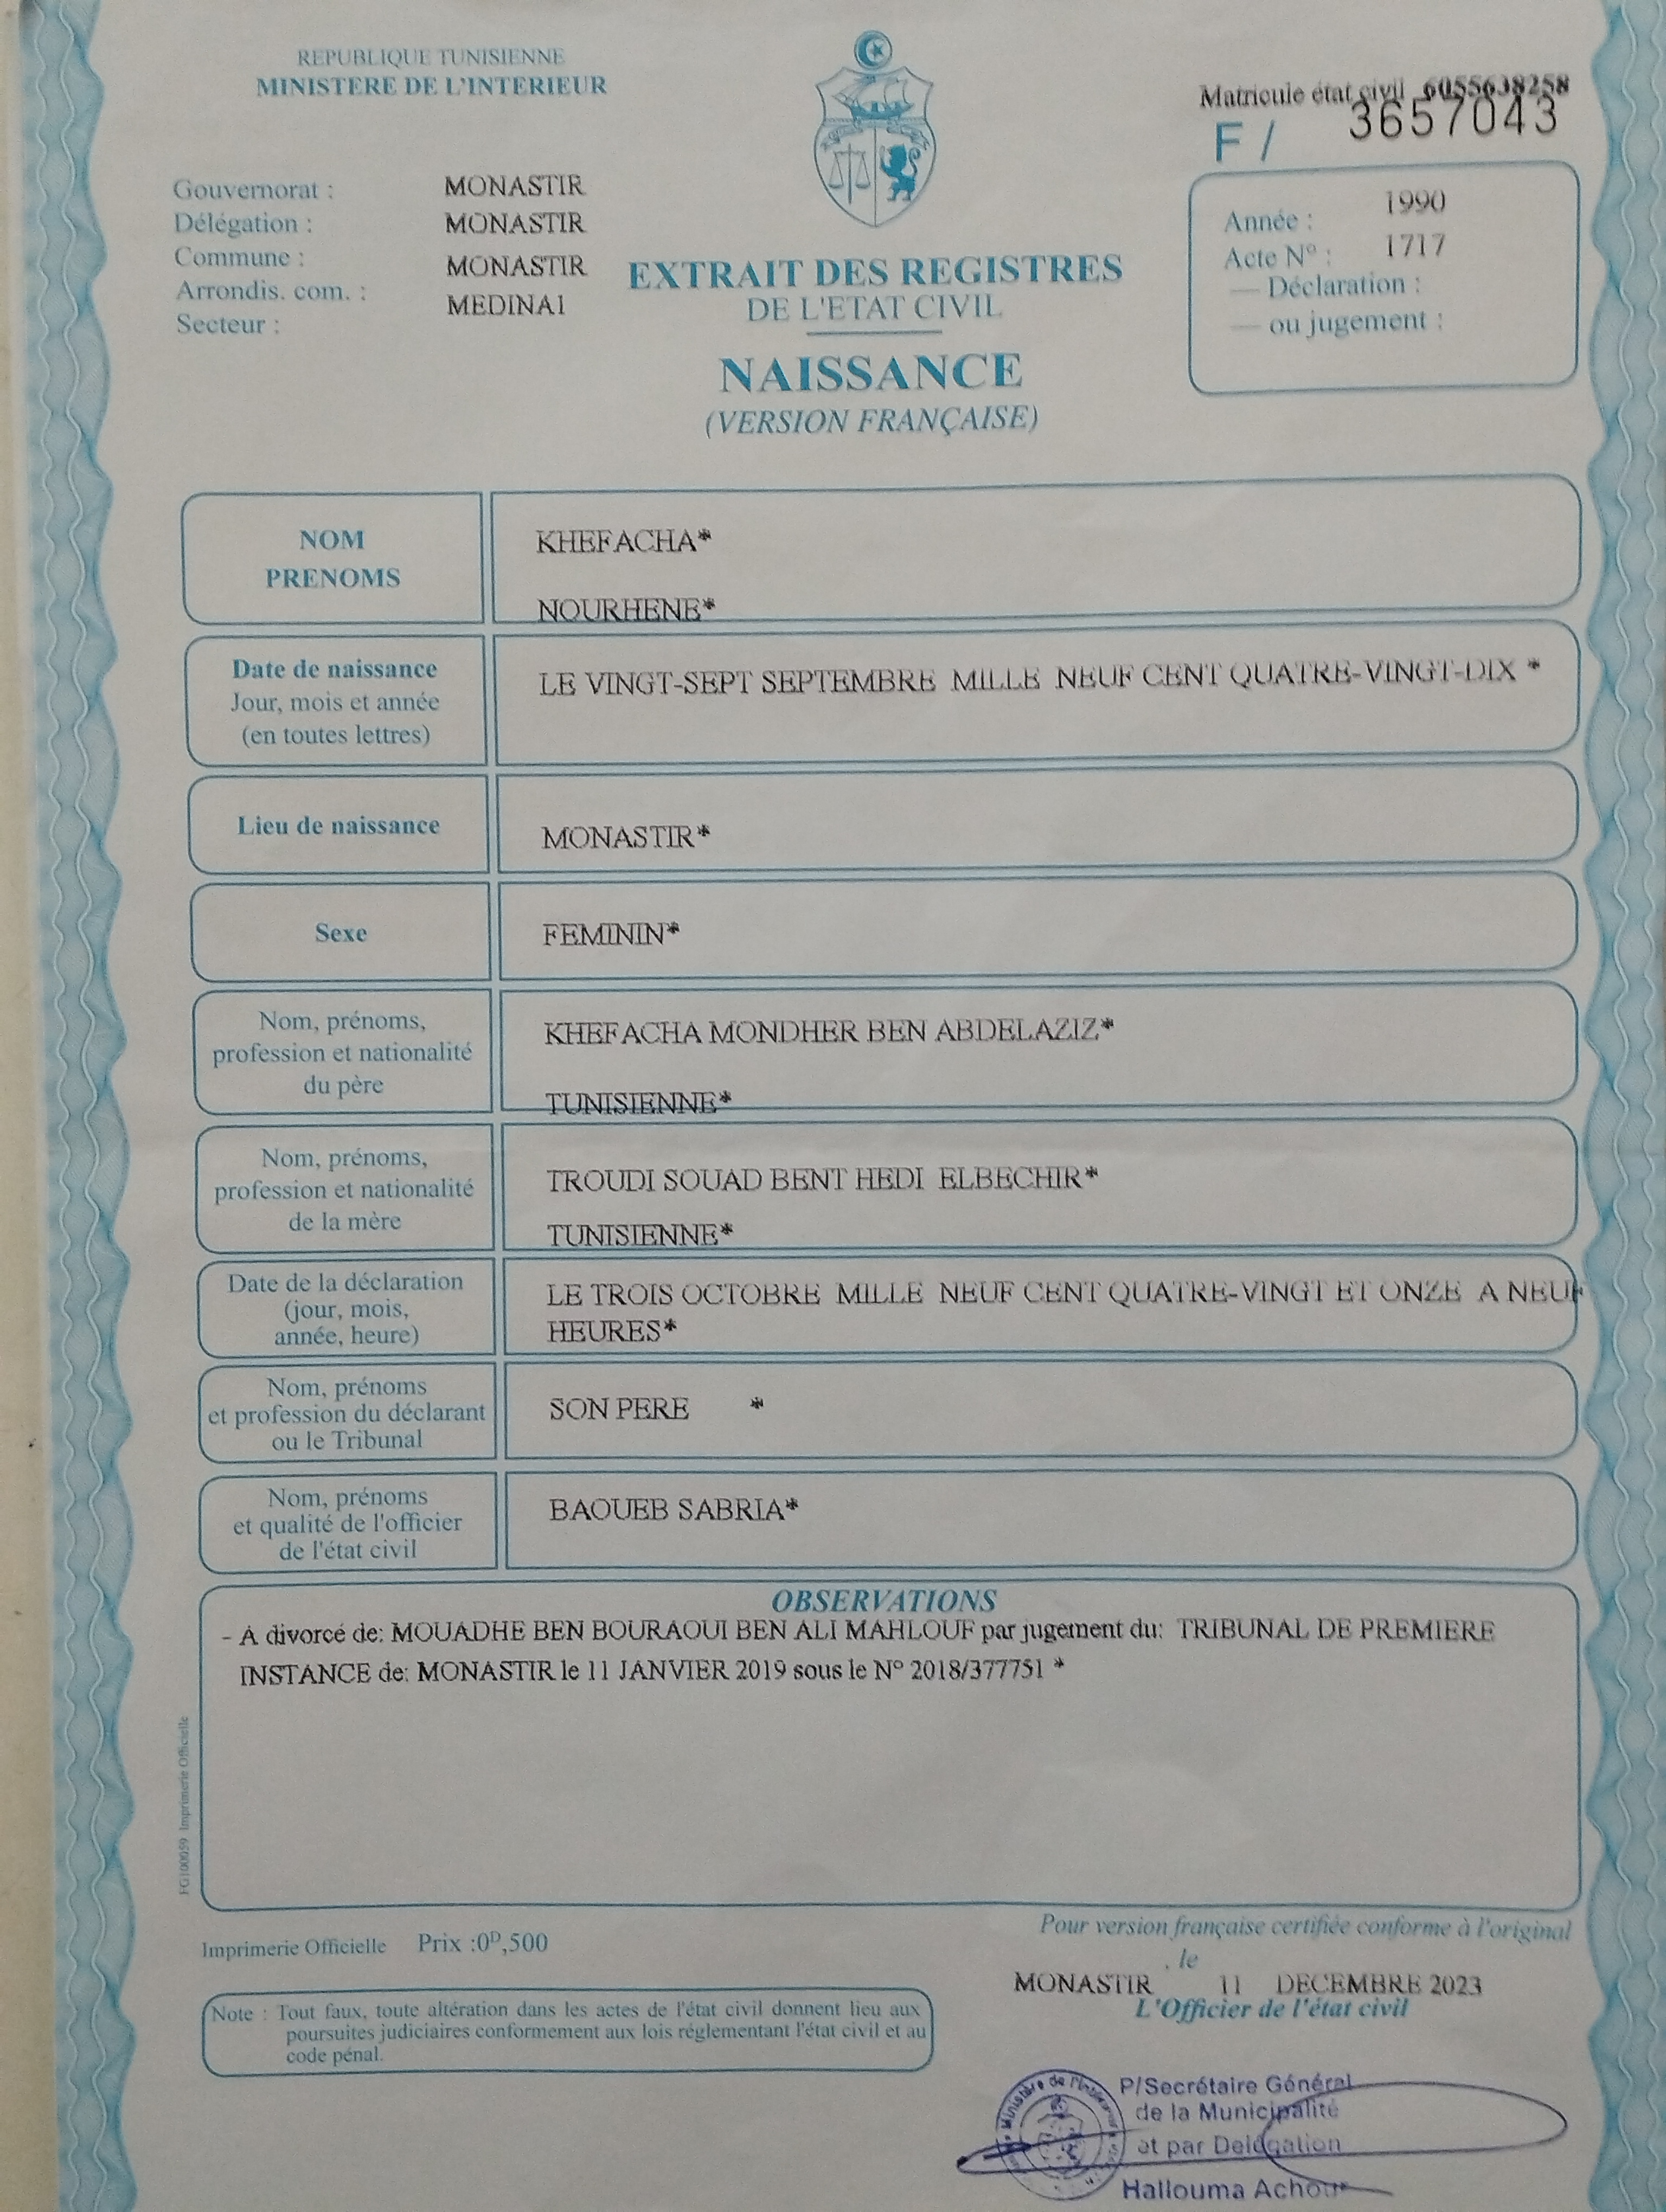 REPUBLIQUE TUNISIENNE
MINISTERE DE L'INTERIEUR
Matricule état civil 6055638258
F / 3657043
Gouvernorat : MONASTIR
Délégation : MONASTIR
Commune : MONASTIR
Arrondis. com. : MEDINA1
Secteur :
EXTRAIT DES REGISTRES
DE L'ETAT CIVIL
NAISSANCE
(VERSION FRANÇAISE)
Année : 1990
Acte N° : 1717
— Déclaration :
— ou jugement :
NOM
PRENOMS
KHEFACHA*
NOURHENE*
Date de naissance
Jour, mois et année
(en toutes lettres)
LE VINGT-SEPT SEPTEMBRE MILLE NEUF CENT QUATRE-VINGT-DIX *
Lieu de naissance
MONASTIR*
Sexe
FEMININ*
Nom, prénoms,
profession et nationalité
du père
KHEFACHA MONDHER BEN ABDELAZIZ*
TUNISIENNE*
Nom, prénoms,
profession et nationalité
de la mère
TROUDI SOUAD BENT HEDI ELBECHIR*
TUNISIENNE*
Date de la déclaration
(jour, mois,
année, heure)
LE TROIS OCTOBRE MILLE NEUF CENT QUATRE-VINGT ET ONZE A NEUF
HEURES*
Nom, prénoms
et profession du déclarant
ou le Tribunal
SON PERE *
Nom, prénoms
et qualité de l'officier
de l'état civil
BAOUEB SABRIA*
OBSERVATIONS
- A divorcé de: MOUADHE BEN BOURAOUI BEN ALI MAHLOUF par jugement du: TRIBUNAL DE PREMIERE
INSTANCE de: MONASTIR le 11 JANVIER 2019 sous le N° 2018/377751 *
FG100059 Imprimerie Officielle
Imprimerie Officielle Prix :0D,500
Pour version française certifiée conforme à l'original
, le
MONASTIR 11 DECEMBRE 2023
L'Officier de l'état civil
Note : Tout faux, toute altération dans les actes de l'état civil donnent lieu aux
poursuites judiciaires conformement aux lois réglementant l'état civil et au
code pénal.
Ministère de l'Intérieur
P/Secrétaire Général
de la Municipalité
et par Delégation
Hallouma Achour